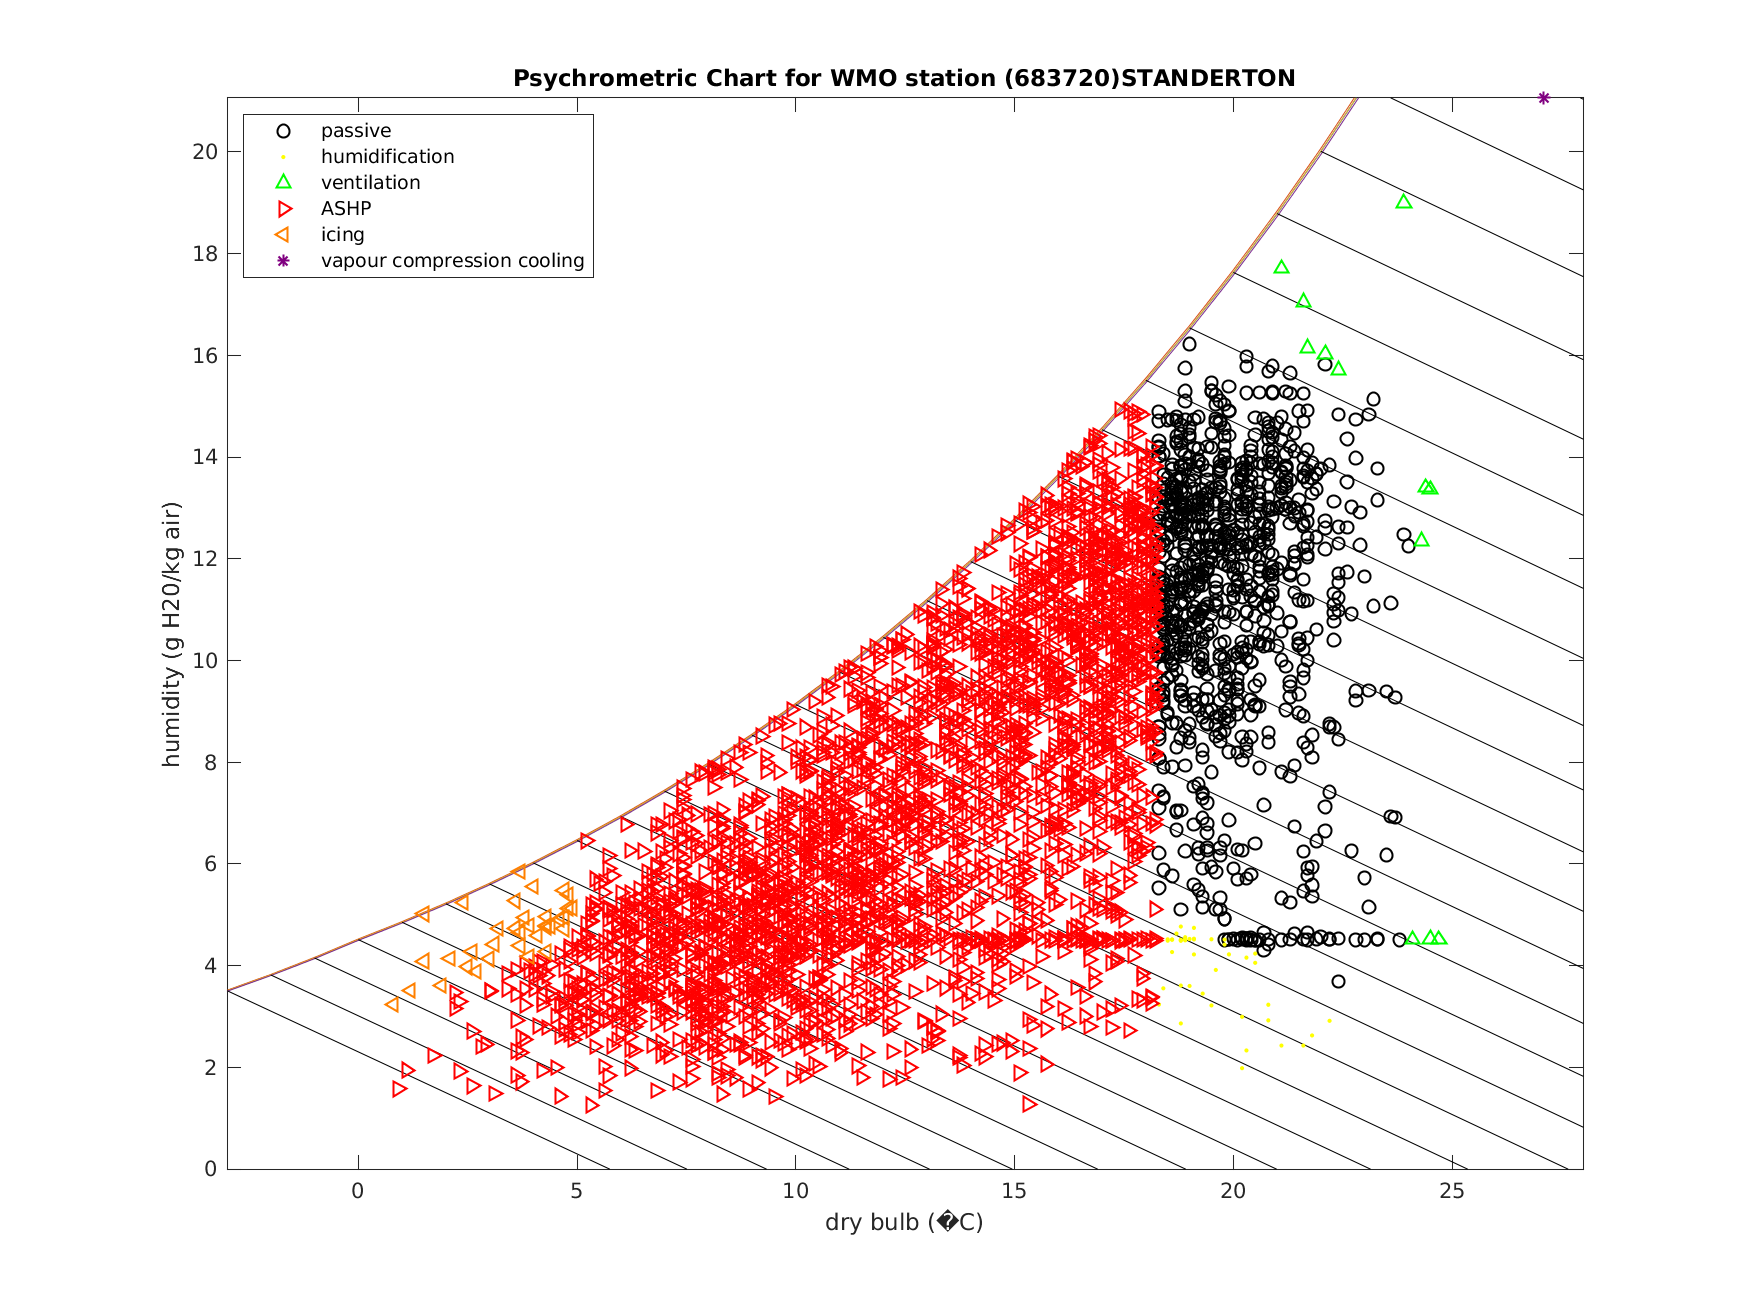 Psychrometric Chart for WMO station (683720)STANDERTON
passive
humidification
ventilation
ASHP
icing
vapour compression cooling
humidity (g H20/kg air)
20
18
16
14
12
10
8
6
4
2
0
0 5 10 15 20 25
dry bulb (�C)